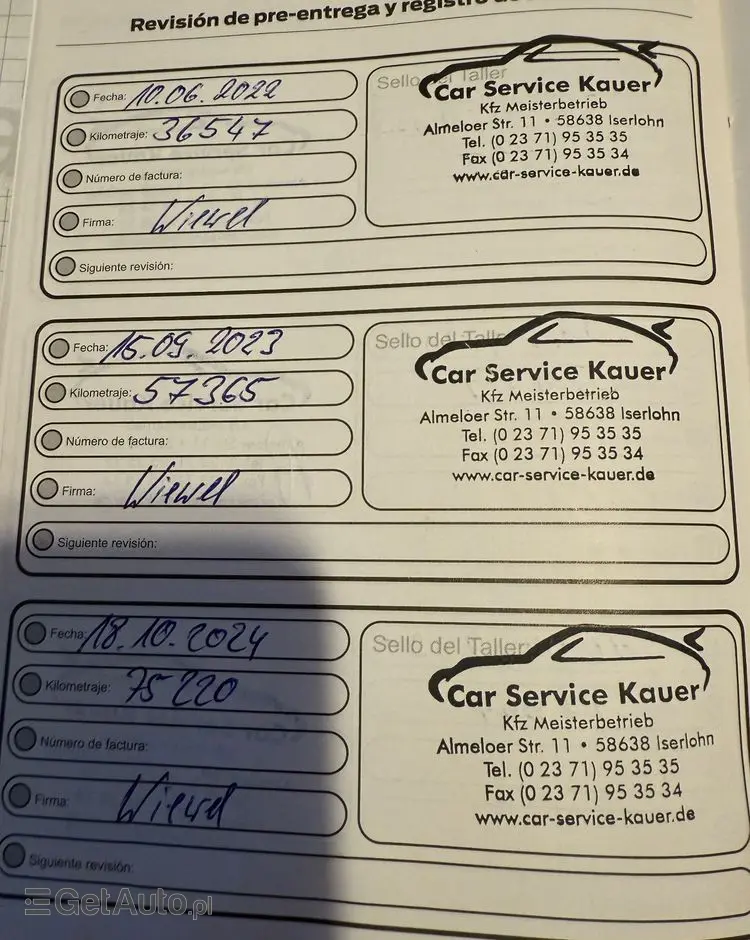 Revisión de pre-entrega y registro
Fecha: 10.06.2022
Kilometraje: 36547
Número de factura:
Firma:
Siguiente revisión:
Sello del Taller
Car Service Kauer
Kfz Meisterbetrieb
Almeloer Str. 11 • 58638 Iserlohn
Tel. (0 23 71) 95 35 35
Fax (0 23 71) 95 35 34
www.car-service-kauer.de
Fecha: 15.09.2023
Kilometraje: 57365
Número de factura:
Firma:
Siguiente revisión:
Sello del Taller
Car Service Kauer
Kfz Meisterbetrieb
Almeloer Str. 11 • 58638 Iserlohn
Tel. (0 23 71) 95 35 35
Fax (0 23 71) 95 35 34
www.car-service-kauer.de
Fecha: 18.10.2024
Kilometraje: 75220
Número de factura:
Firma:
Siguiente revisión:
Sello del Taller
Car Service Kauer
Kfz Meisterbetrieb
Almeloer Str. 11 • 58638 Iserlohn
Tel. (0 23 71) 95 35 35
Fax (0 23 71) 95 35 34
www.car-service-kauer.de
GetAuto.pl